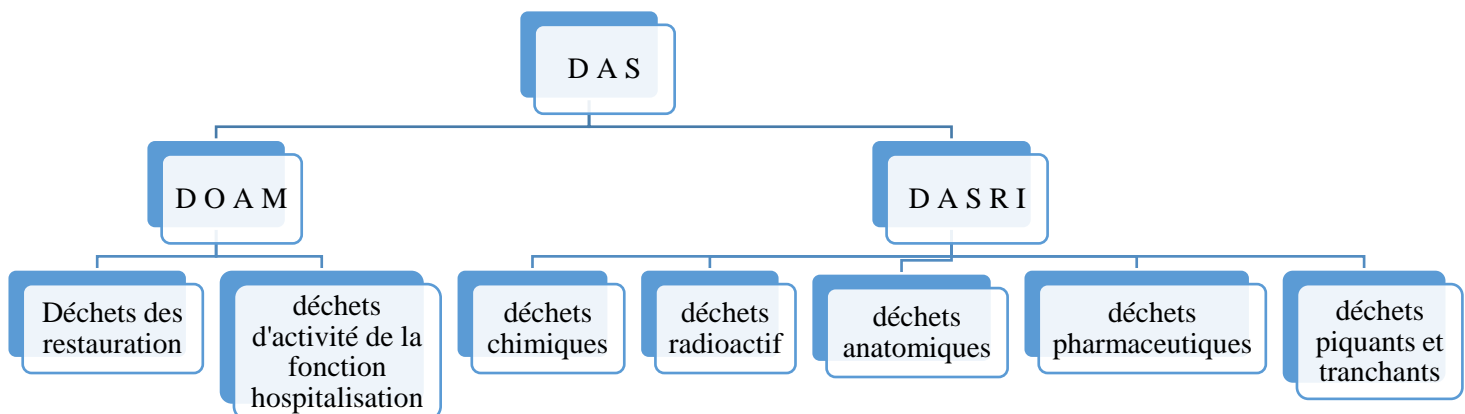 D A S
D O A M
D A S R I
Déchets des
restauration
déchets
d'activité de la
fonction
hospitalisation
déchets
chimiques
déchets
radioactif
déchets
anatomiques
déchets
pharmaceutiques
déchets
piquants et
tranchants